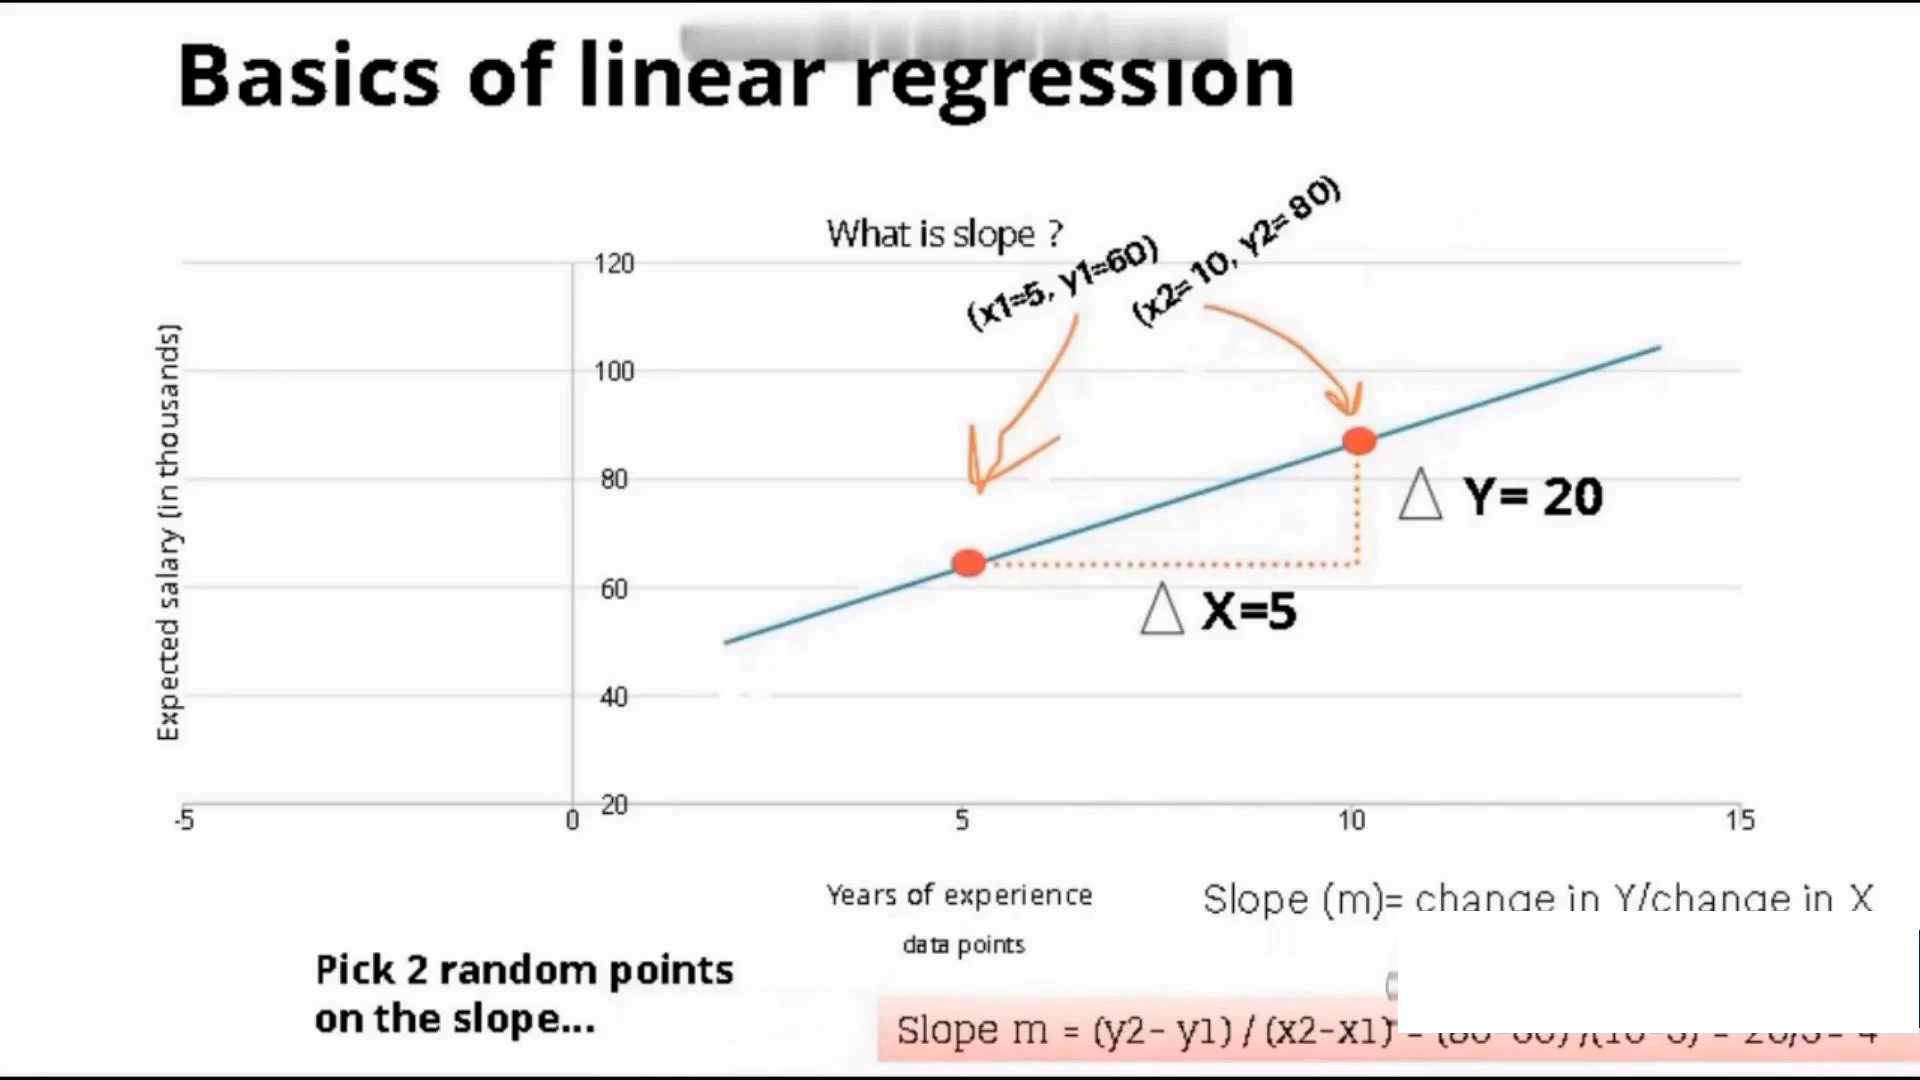 Basics of linear regression
What is slope ?
(x1=5, y1=60)
(x2= 10, y2= 80)
120
100
80
60
40
20
Expected salary (in thousands)
△ Y= 20
△ X=5
-5 0 5 10 15
Years of experience
data points
Slope (m)= change in Y/change in X
Pick 2 random points
on the slope...
Slope m = (y2- y1) / (x2-x1)